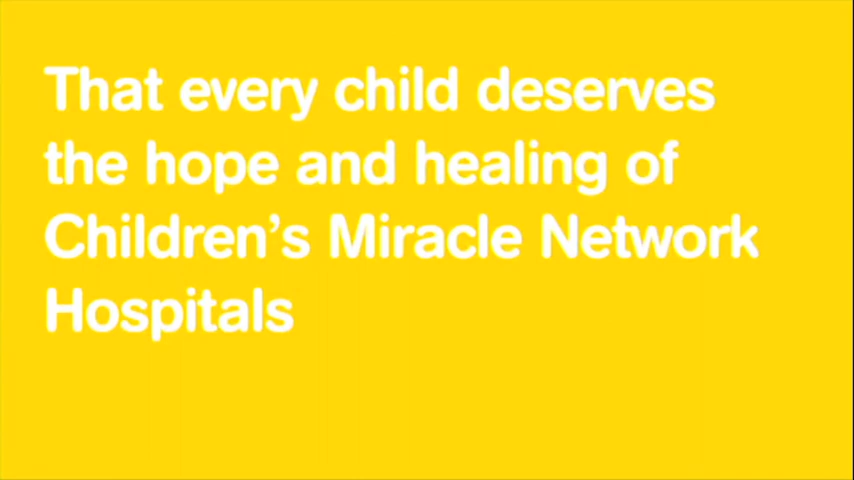 That every child deserves
the hope and healing of
Children’s Miracle Network
Hospitals